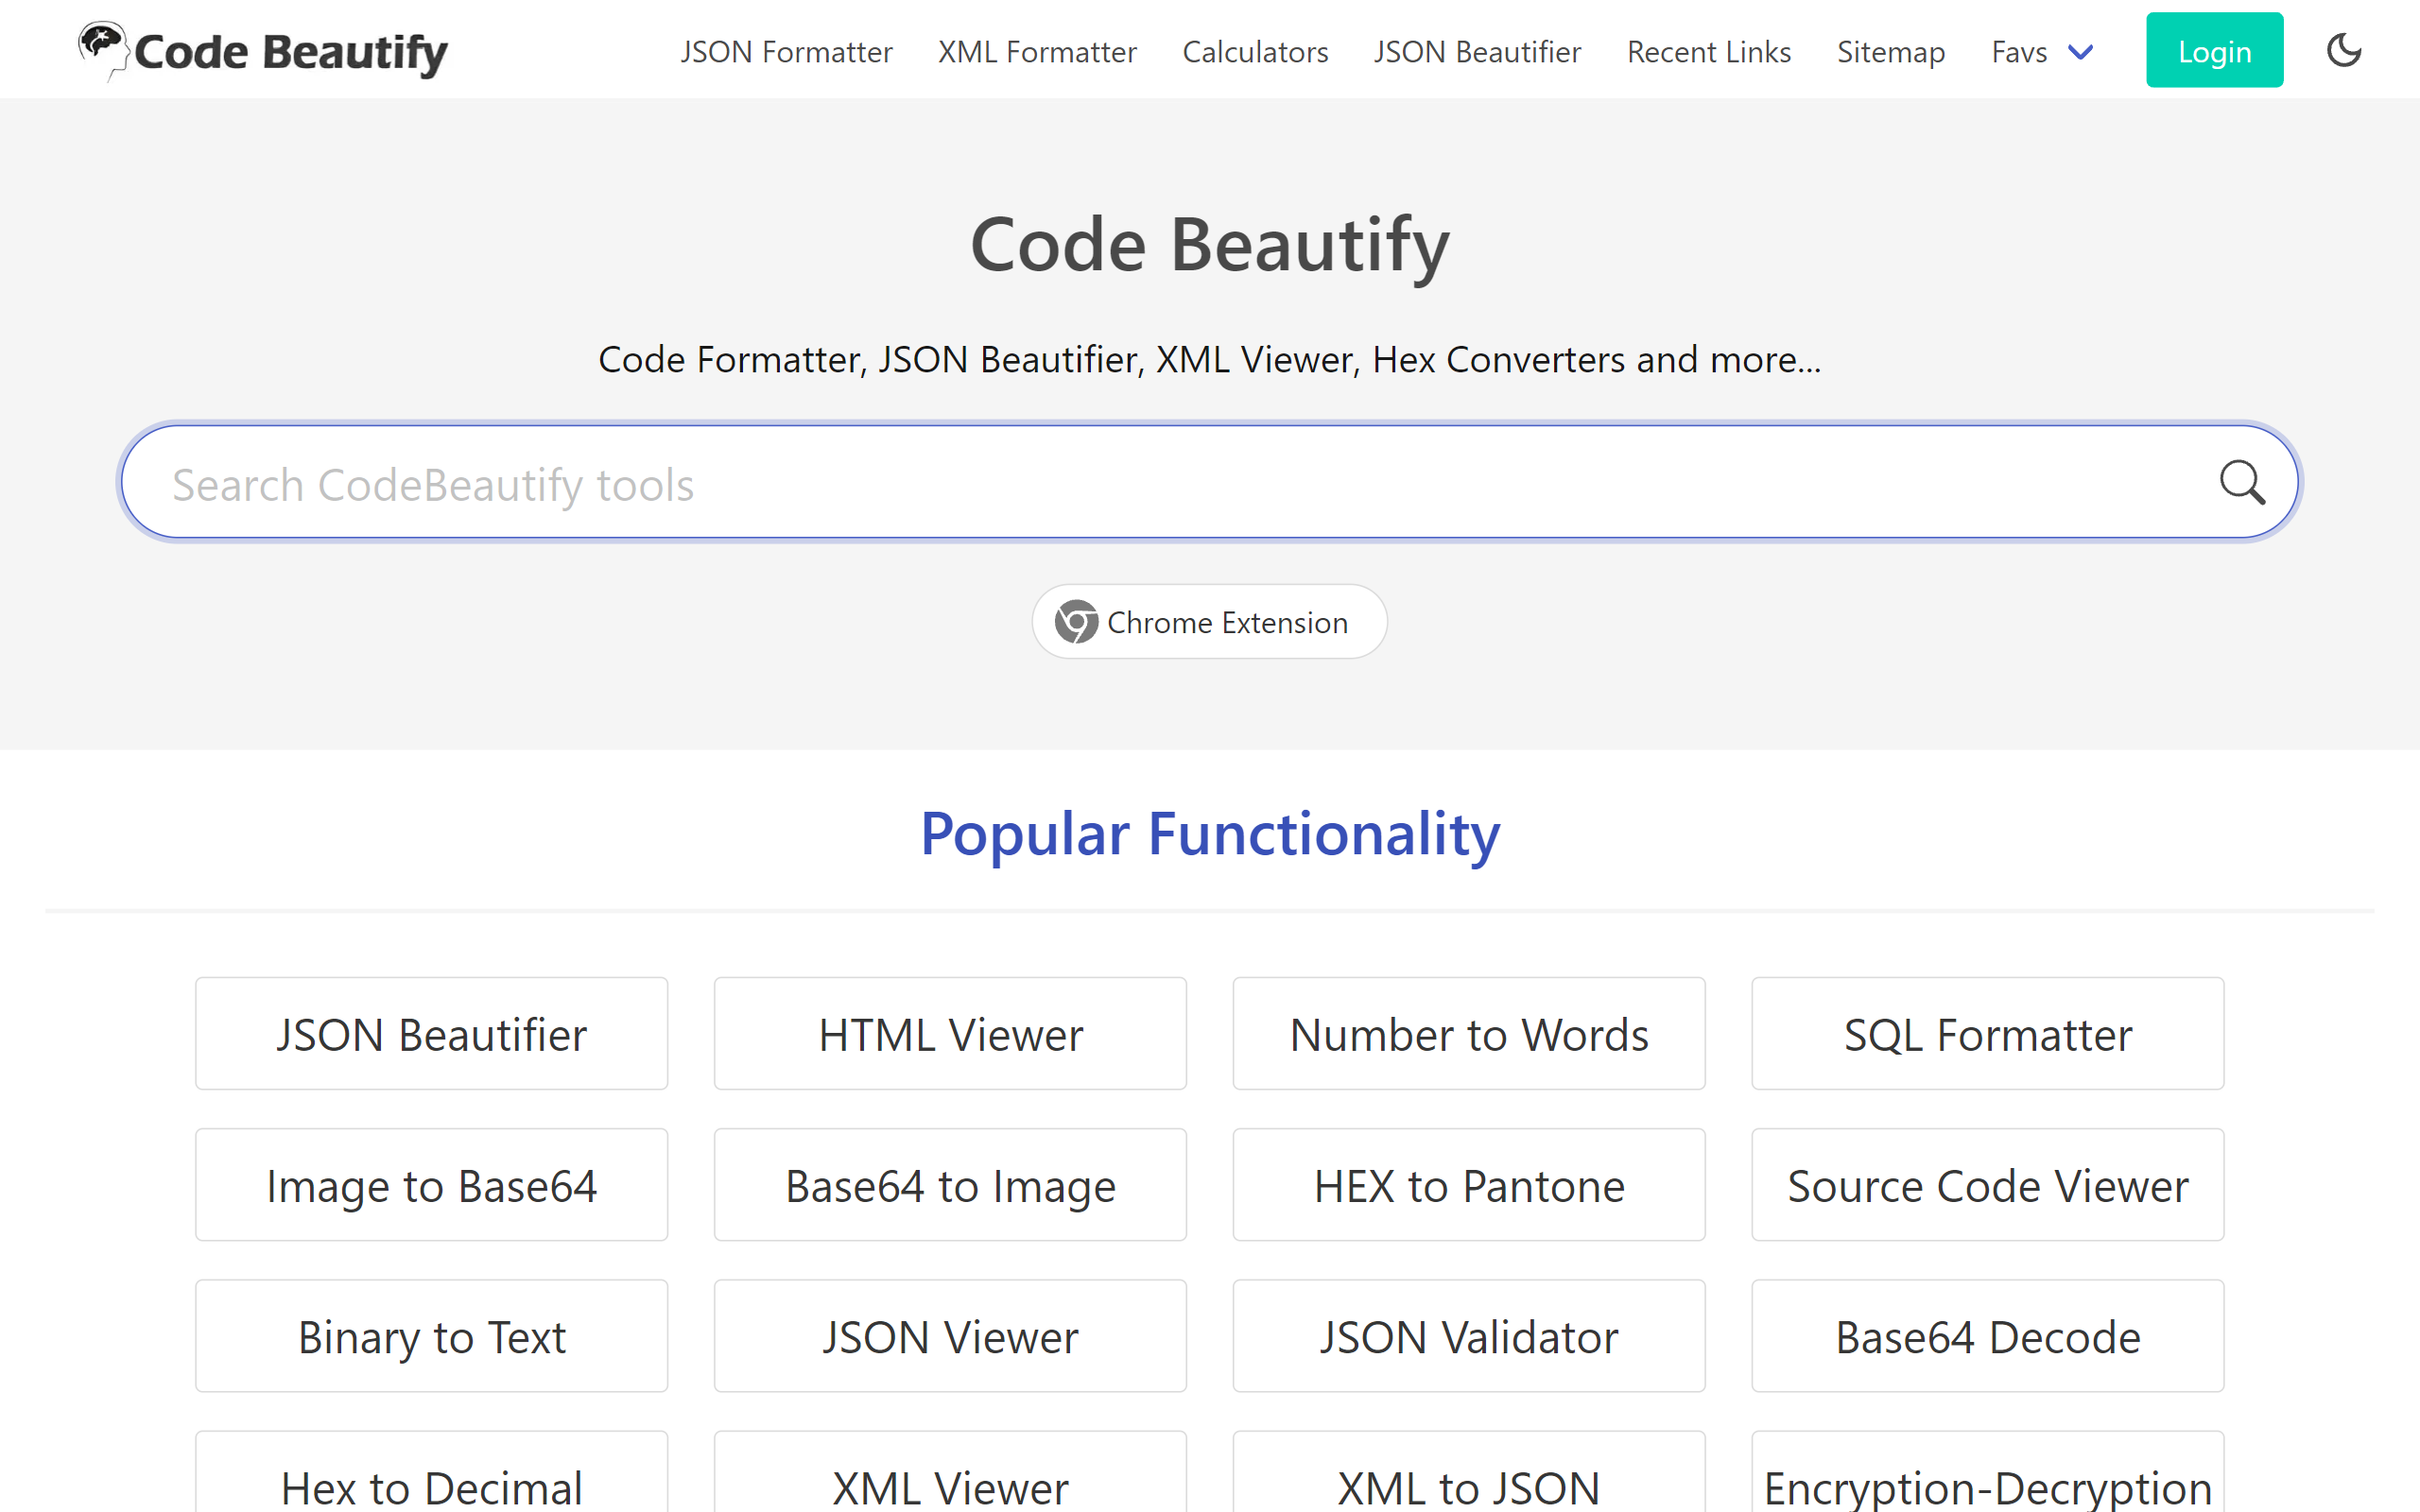 Code Beautify
JSON Formatter XML Formatter Calculators JSON Beautifier Recent Links Sitemap Favs Login
Code Beautify
Code Formatter, JSON Beautifier, XML Viewer, Hex Converters and more...
Search CodeBeautify tools
Chrome Extension
Popular Functionality
JSON Beautifier HTML Viewer Number to Words SQL Formatter
Image to Base64 Base64 to Image HEX to Pantone Source Code Viewer
Binary to Text JSON Viewer JSON Validator Base64 Decode
Hex to Decimal XML Viewer XML to JSON Encryption-Decryption